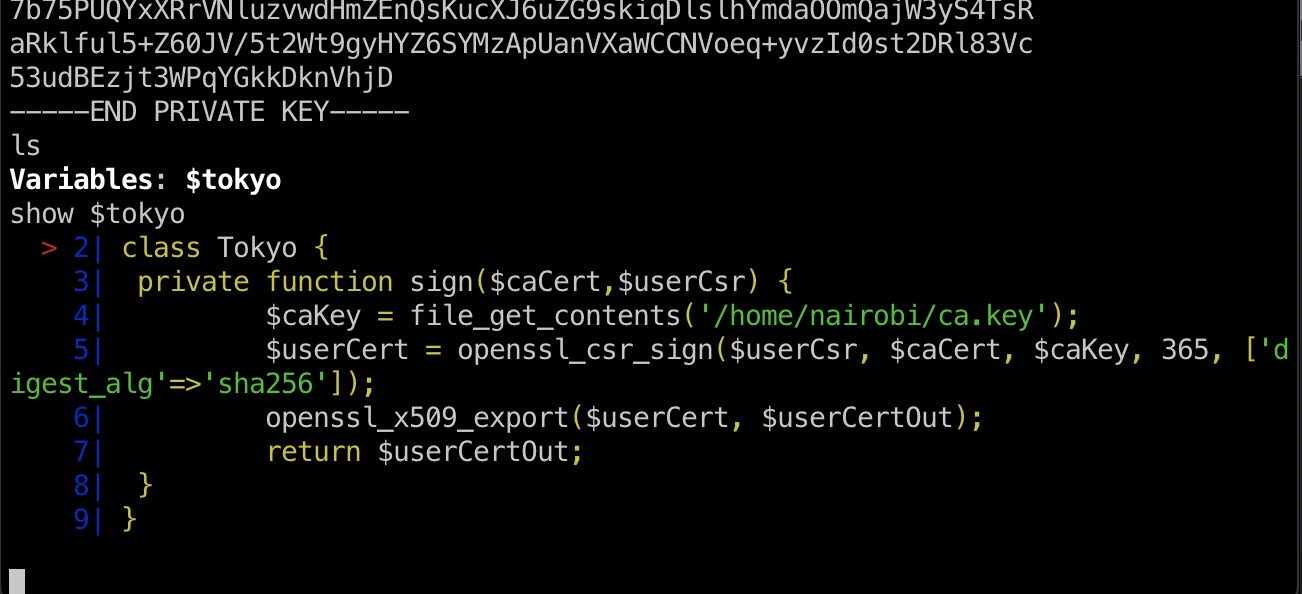 7b75PUQYxXRrVNluzvwdHmZEnQsKucXJ6uZG9skiqDlslhYmdaOOmQajW3yS4TsR
aRklful5+Z60JV/5t2Wt9gyHYZ6SYMzApUanVXaWCCNVoeq+yvzId0st2DRl83Vc
53udBEzjt3WPqYGkkDknVhjD
-----END PRIVATE KEY-----
ls
Variables: $tokyo
show $tokyo
> 2| class Tokyo {
3| private function sign($caCert,$userCsr) {
4| $caKey = file_get_contents('/home/nairobi/ca.key');
5| $userCert = openssl_csr_sign($userCsr, $caCert, $caKey, 365, ['d
igest_alg'=>'sha256']);
6| openssl_x509_export($userCert, $userCertOut);
7| return $userCertOut;
8| }
9| }